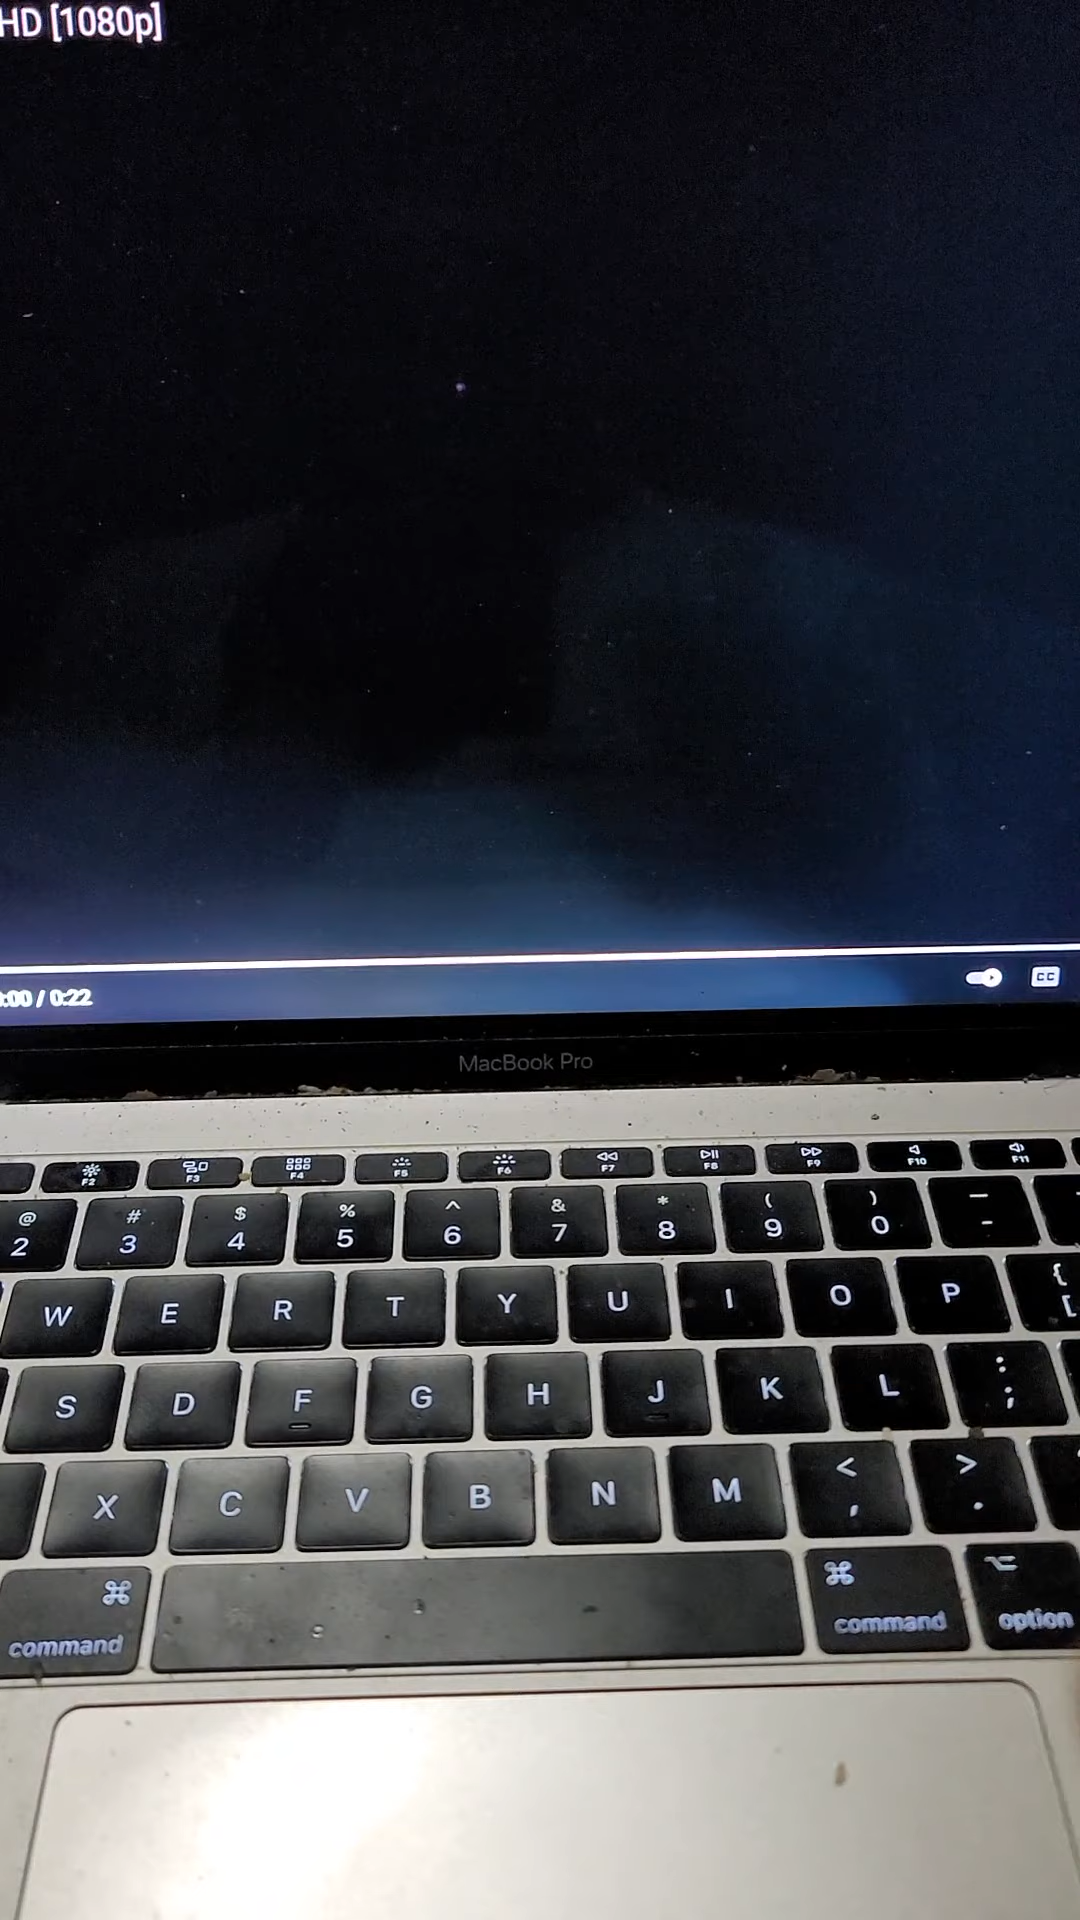 HD [1080p]
:00 / 0:22
CC
MacBook Pro
F2 F3 F4 F5 F6 F7 F8 F9 F10 F11
@ # $ % ^ & * ( ) —
2 3 4 5 6 7 8 9 0 -
W E R T Y U I O P {
[
S D F G H J K L :
;
X C V B N M < >
, .
⌘ ⌘ ⌥
command command option